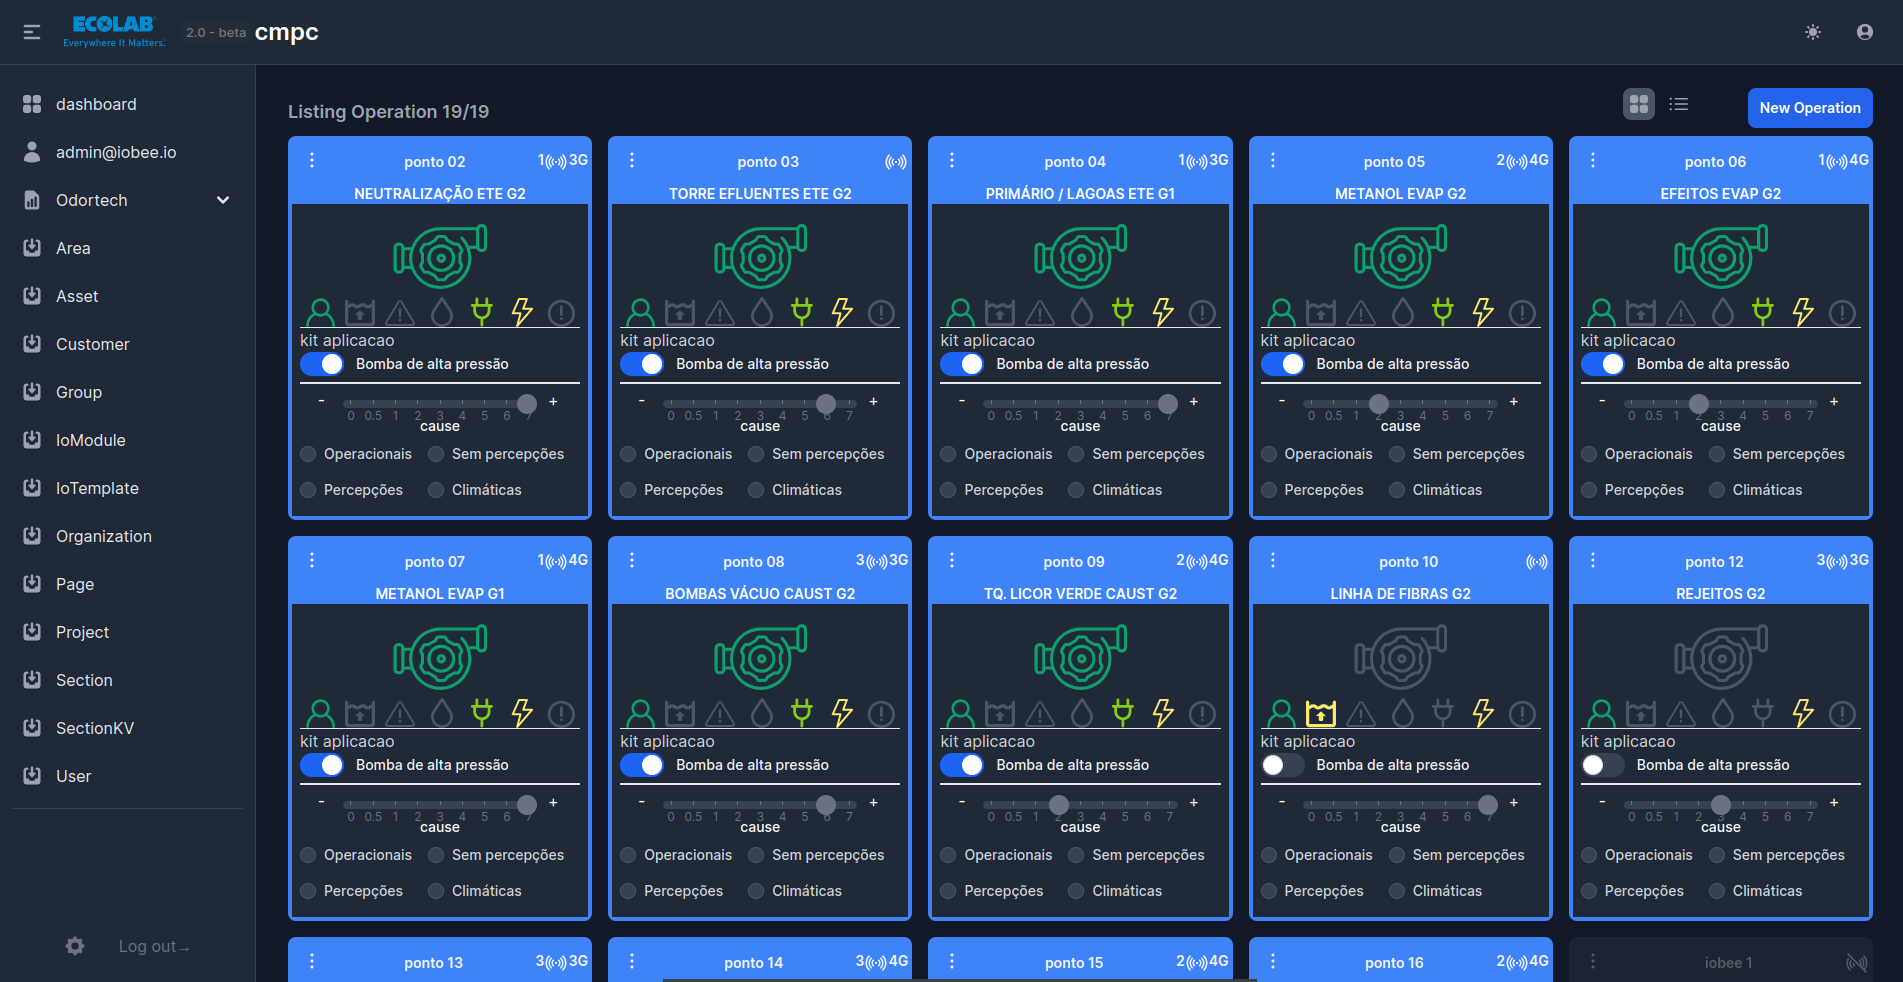 ECOLAB
Everywhere It Matters.
2.0 - beta
cmpc
dashboard
admin@iobee.io
Odortech
Area
Asset
Customer
Group
IoModule
IoTemplate
Organization
Page
Project
Section
SectionKV
User
Log out→
Listing Operation 19/19
New Operation
ponto 02 1 3G
NEUTRALIZAÇÃO ETE G2
kit aplicacao
Bomba de alta pressão
- +
0 0.5 1 2 3 4 5 6 7
cause
Operacionais Sem percepções
Percepções Climáticas
ponto 03
TORRE EFLUENTES ETE G2
kit aplicacao
Bomba de alta pressão
- +
0 0.5 1 2 3 4 5 6 7
cause
Operacionais Sem percepções
Percepções Climáticas
ponto 04 1 3G
PRIMÁRIO / LAGOAS ETE G1
kit aplicacao
Bomba de alta pressão
- +
0 0.5 1 2 3 4 5 6 7
cause
Operacionais Sem percepções
Percepções Climáticas
ponto 05 2 4G
METANOL EVAP G2
kit aplicacao
Bomba de alta pressão
- +
0 0.5 1 2 3 4 5 6 7
cause
Operacionais Sem percepções
Percepções Climáticas
ponto 06 1 4G
EFEITOS EVAP G2
kit aplicacao
Bomba de alta pressão
- +
0 0.5 1 2 3 4 5 6 7
cause
Operacionais Sem percepções
Percepções Climáticas
ponto 07 1 4G
METANOL EVAP G1
kit aplicacao
Bomba de alta pressão
- +
0 0.5 1 2 3 4 5 6 7
cause
Operacionais Sem percepções
Percepções Climáticas
ponto 08 3 3G
BOMBAS VÁCUO CAUST G2
kit aplicacao
Bomba de alta pressão
- +
0 0.5 1 2 3 4 5 6 7
cause
Operacionais Sem percepções
Percepções Climáticas
ponto 09 2 4G
TQ. LICOR VERDE CAUST G2
kit aplicacao
Bomba de alta pressão
- +
0 0.5 1 2 3 4 5 6 7
cause
Operacionais Sem percepções
Percepções Climáticas
ponto 10
LINHA DE FIBRAS G2
kit aplicacao
Bomba de alta pressão
- +
0 0.5 1 2 3 4 5 6 7
cause
Operacionais Sem percepções
Percepções Climáticas
ponto 12 3 3G
REJEITOS G2
kit aplicacao
Bomba de alta pressão
- +
0 0.5 1 2 3 4 5 6 7
cause
Operacionais Sem percepções
Percepções Climáticas
ponto 13 3 3G
ponto 14 3 4G
ponto 15 2 4G
ponto 16 2 4G
iobee 1